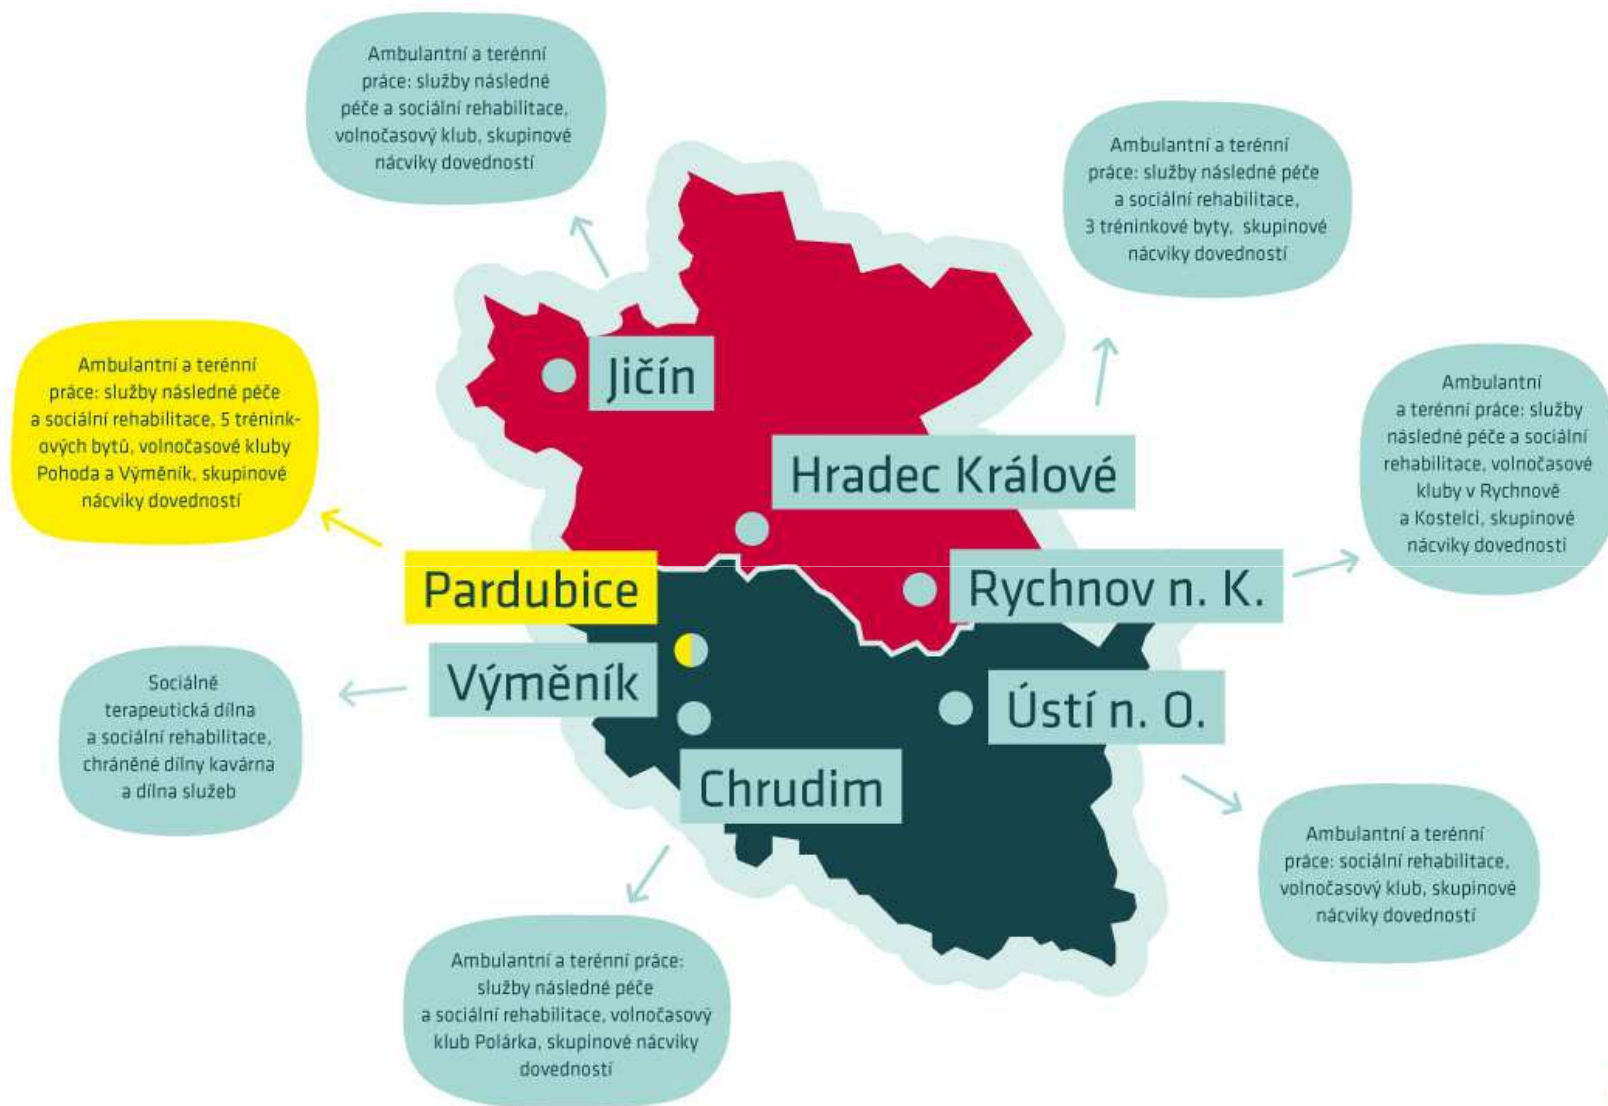 Ambulantní a terénní
práce: služby následné
péče a sociální rehabilitace,
volnočasový klub, skupinové
nácviky dovedností
Ambulantní a terénní
práce: služby následné péče
a sociální rehabilitace,
3 tréninkové byty, skupinové
nácviky dovedností
Ambulantní a terénní
práce: služby následné péče
a sociální rehabilitace, 5 trénink-
ových bytů, volnočasové kluby
Pohoda a Výměník, skupinové
nácviky dovedností
Jičín
Hradec Králové
Ambulantní
a terénní práce: služby
následné péče a sociální
rehabilitace, volnočasové
kluby v Rychnově
a Kostelci, skupinové
nácviky dovedností
Pardubice
Rychnov n. K.
Výměník
Ústí n. O.
Sociálně
terapeutická dílna
a sociální rehabilitace,
chráněné dílny kavárna
a dílna služeb
Chrudim
Ambulantní a terénní
práce: sociální rehabilitace,
volnočasový klub, skupinové
nácviky dovedností
Ambulantní a terénní práce:
služby následné péče
a sociální rehabilitace, volnočasový
klub Polárka, skupinové nácviky
dovedností